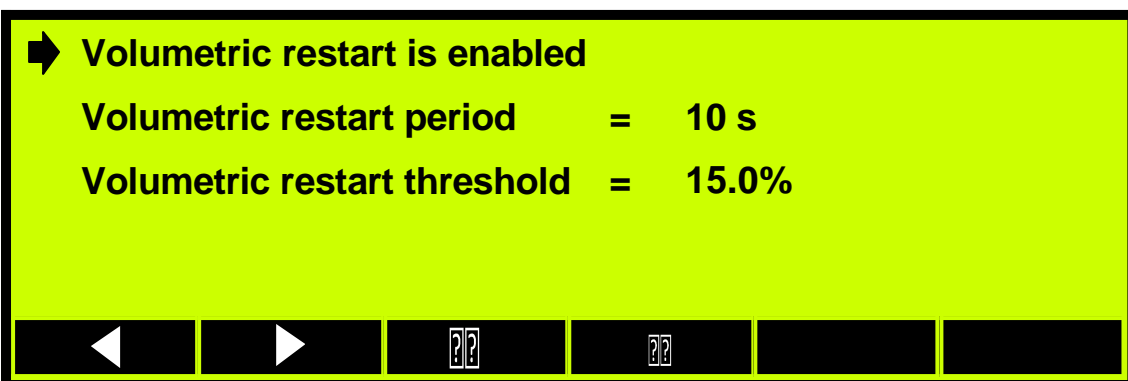 Volumetric restart is enabled
Volumetric restart period = 10 s
Volumetric restart threshold = 15.0%